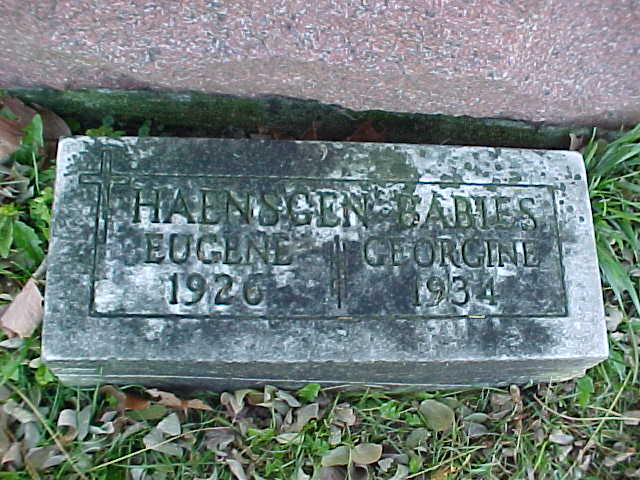 HAENSGEN BABIES
EUGENE GEORGINE
1926 1934